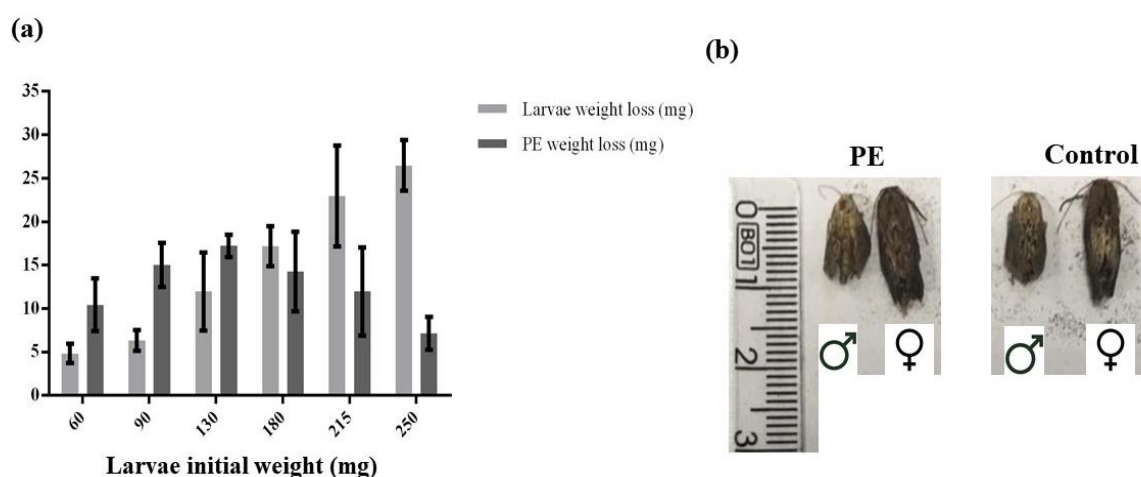 (a)
35
30
25
20
15
10
5
0
60 90 130 180 215 250
Larvae initial weight (mg)
Larvae weight loss (mg)
PE weight loss (mg)
(b)
PE
Control
0
BOT
1
2
3
♂ ♀ ♂ ♀